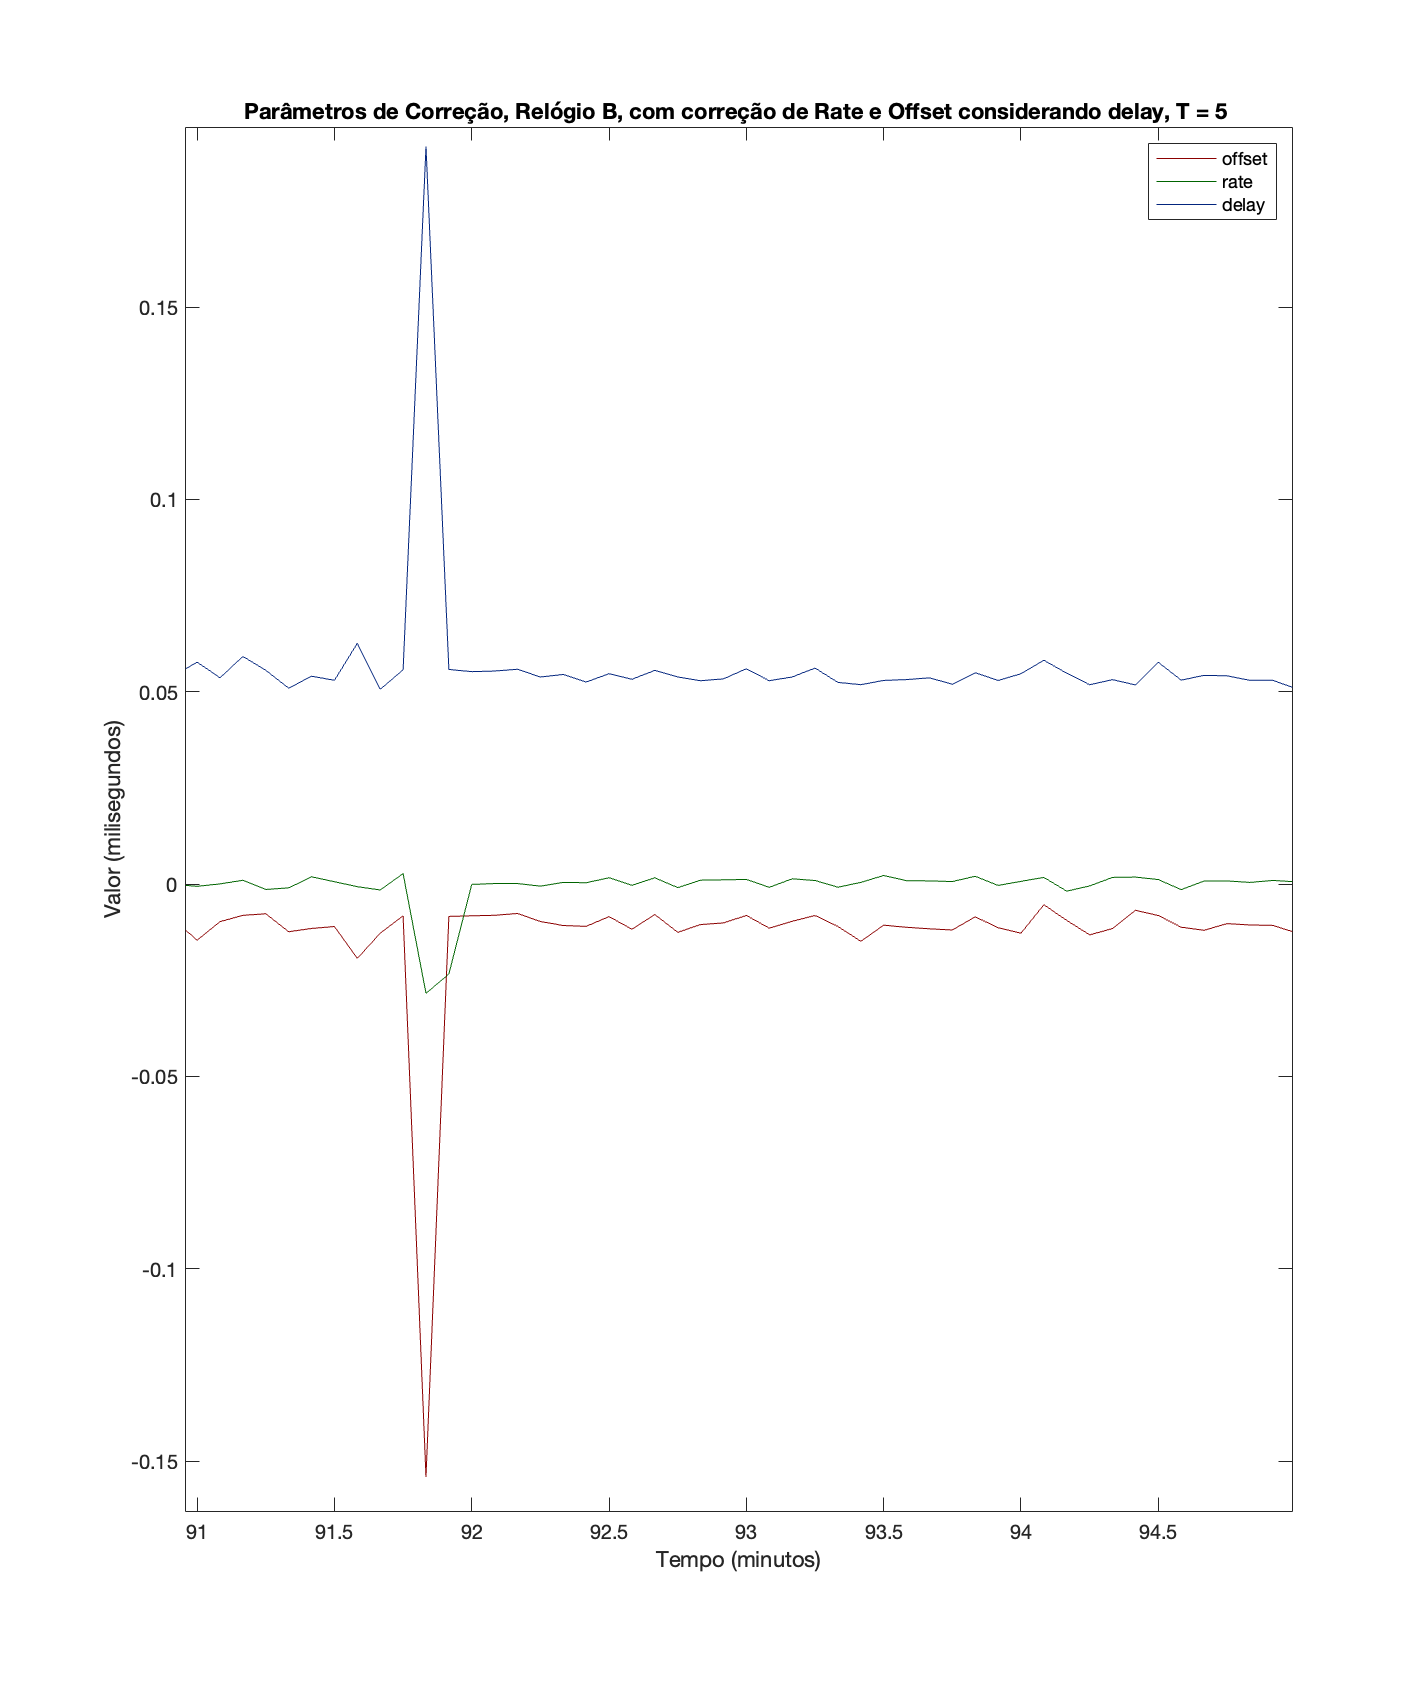 Parâmetros de Correção, Relógio B, com correção de Rate e Offset considerando delay, T = 5
offset
rate
delay
0.15
0.1
0.05
0
-0.05
-0.1
-0.15
Valor (milisegundos)
91
91.5
92
92.5
93
93.5
94
94.5
Tempo (minutos)